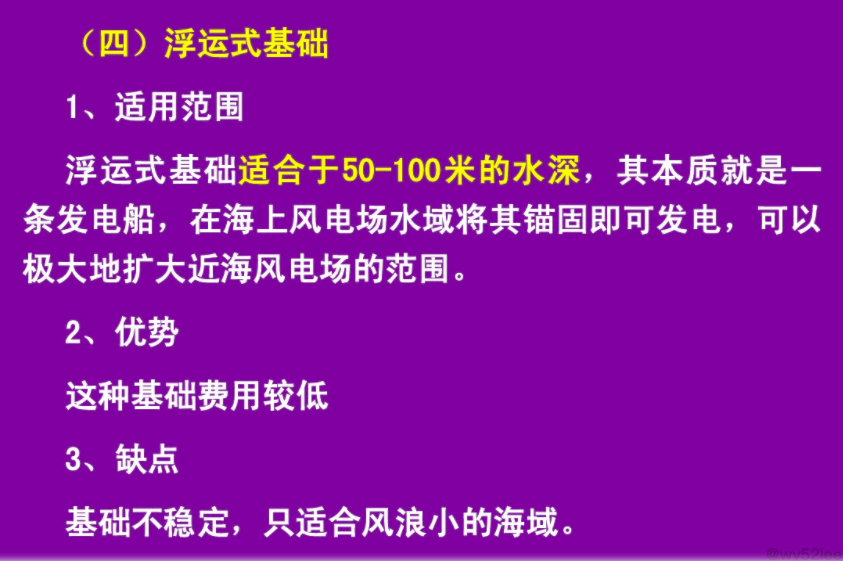 （四）浮运式基础
1、适用范围
浮运式基础适合于50-100米的水深，其本质就是一
条发电船，在海上风电场水域将其锚固即可发电，可以
极大地扩大近海风电场的范围。
2、优势
这种基础费用较低
3、缺点
基础不稳定，只适合风浪小的海域。